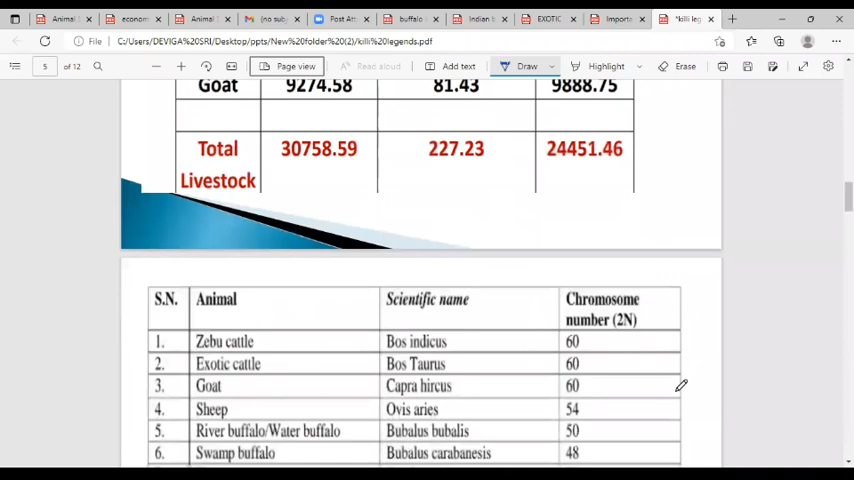 Animal
econom
Animal
(no sub
Post Att
buffalo
Indian b
EXOTIC
Importa
*killi leg
File
C:/Users/DEVIGA%20SRI/Desktop/ppts/New%20folder%20(2)/killi%20legends.pdf
5 of 12
Page view
Read aloud
Add text
Draw
Highlight
Erase
Goat 9274.58 81.43 9888.75
Total 30758.59 227.23 24451.46
Livestock
S.N. Animal Scientific name Chromosome
number (2N)
1. Zebu cattle Bos indicus 60
2. Exotic cattle Bos Taurus 60
3. Goat Capra hircus 60
4. Sheep Ovis aries 54
5. River buffalo/Water buffalo Bubalus bubalis 50
6. Swamp buffalo Bubalus carabanesis 48